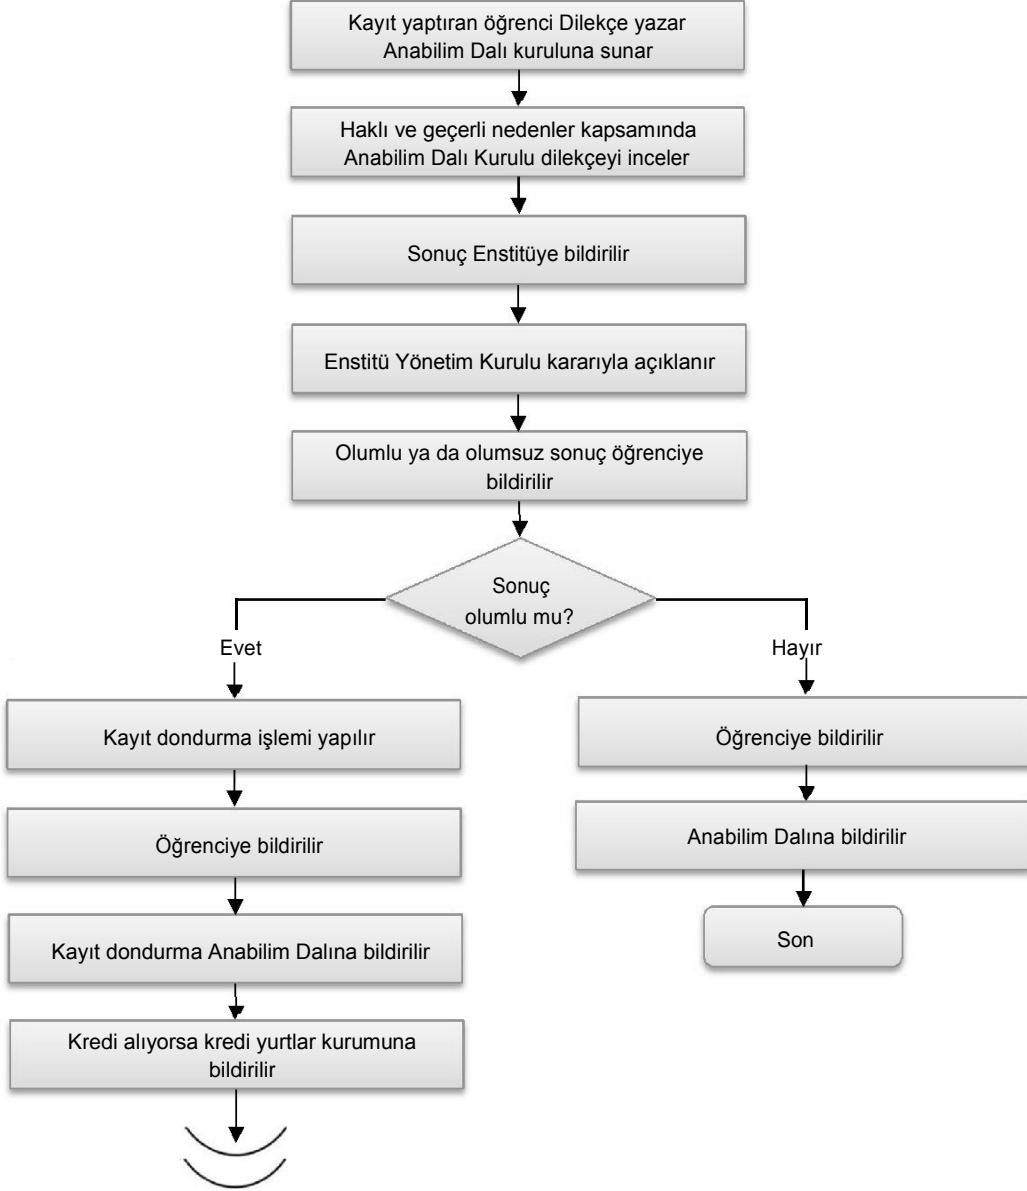 Kayıt yaptıran öğrenci Dilekçe yazar
Anabilim Dalı kuruluna sunar
Haklı ve geçerli nedenler kapsamında
Anabilim Dalı Kurulu dilekçeyi inceler
Sonuç Enstitüye bildirilir
Enstitü Yönetim Kurulu kararıyla açıklanır
Olumlu ya da olumsuz sonuç öğrenciye
bildirilir
Sonuç
olumlu mu?
Evet
Hayır
Kayıt dondurma işlemi yapılır
Öğrenciye bildirilir
Kayıt dondurma Anabilim Dalına bildirilir
Kredi alıyorsa kredi yurtlar kurumuna
bildirilir
Öğrenciye bildirilir
Anabilim Dalına bildirilir
Son